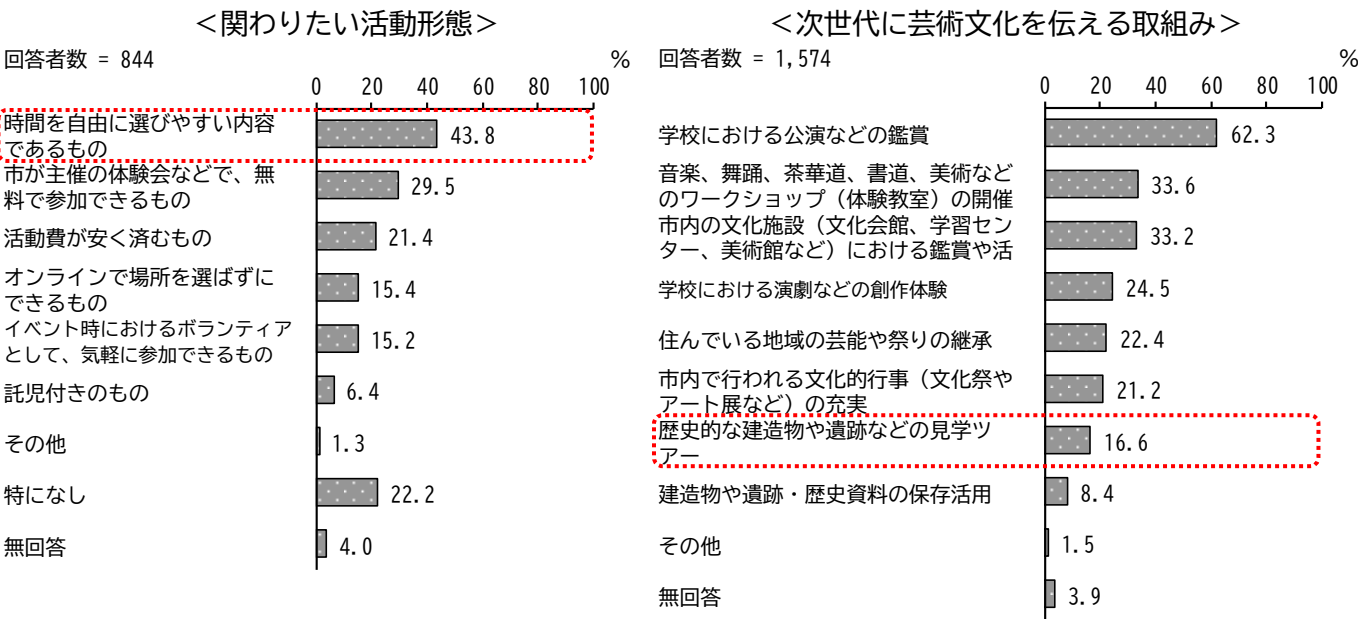 ＜関わりたい活動形態＞
回答者数 = 844
%
0 20 40 60 80 100
時間を自由に選びやすい内容
であるもの
43.8
市が主催の体験会などで、無
料で参加できるもの
29.5
活動費が安く済むもの
21.4
オンラインで場所を選ばずに
できるもの
15.4
イベント時におけるボランティア
として、気軽に参加できるもの
15.2
託児付きのもの
6.4
その他
1.3
特になし
22.2
無回答
4.0
＜次世代に芸術文化を伝える取組み＞
回答者数 = 1,574
%
0 20 40 60 80 100
学校における公演などの鑑賞
62.3
音楽、舞踊、茶華道、書道、美術など
のワークショップ（体験教室）の開催
33.6
市内の文化施設（文化会館、学習セン
ター、美術館など）における鑑賞や活
33.2
学校における演劇などの創作体験
24.5
住んでいる地域の芸能や祭りの継承
22.4
市内で行われる文化的行事（文化祭や
アート展など）の充実
21.2
歴史的な建造物や遺跡などの見学ツ
アー
16.6
建造物や遺跡・歴史資料の保存活用
8.4
その他
1.5
無回答
3.9